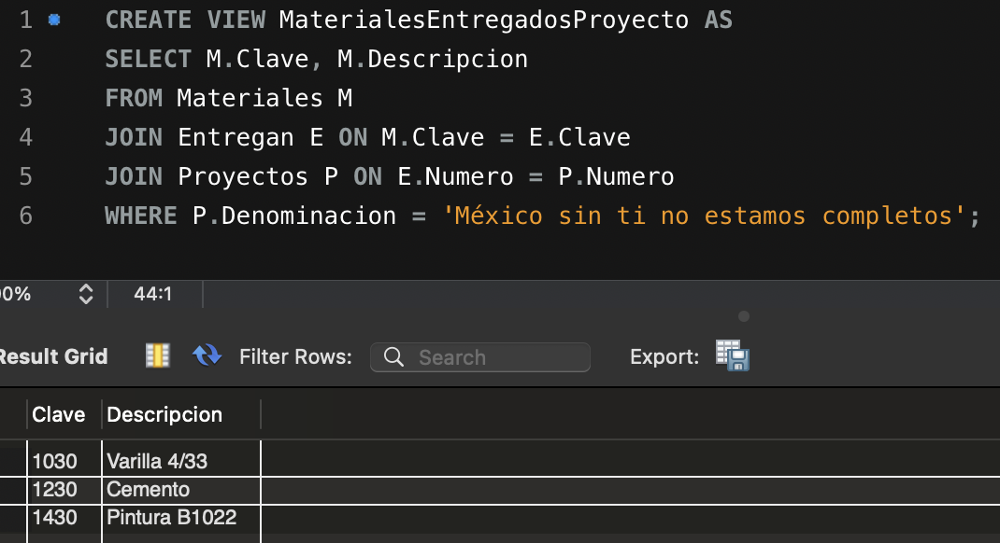 1 CREATE VIEW MaterialesEntregadosProyecto AS
2 SELECT M.Clave, M.Descripcion
3 FROM Materiales M
4 JOIN Entregan E ON M.Clave = E.Clave
5 JOIN Proyectos P ON E.Numero = P.Numero
6 WHERE P.Denominacion = 'México sin ti no estamos completos';
0% 44:1
Result Grid Filter Rows: Search Export:
Clave Descripcion
1030 Varilla 4/33
1230 Cemento
1430 Pintura B1022